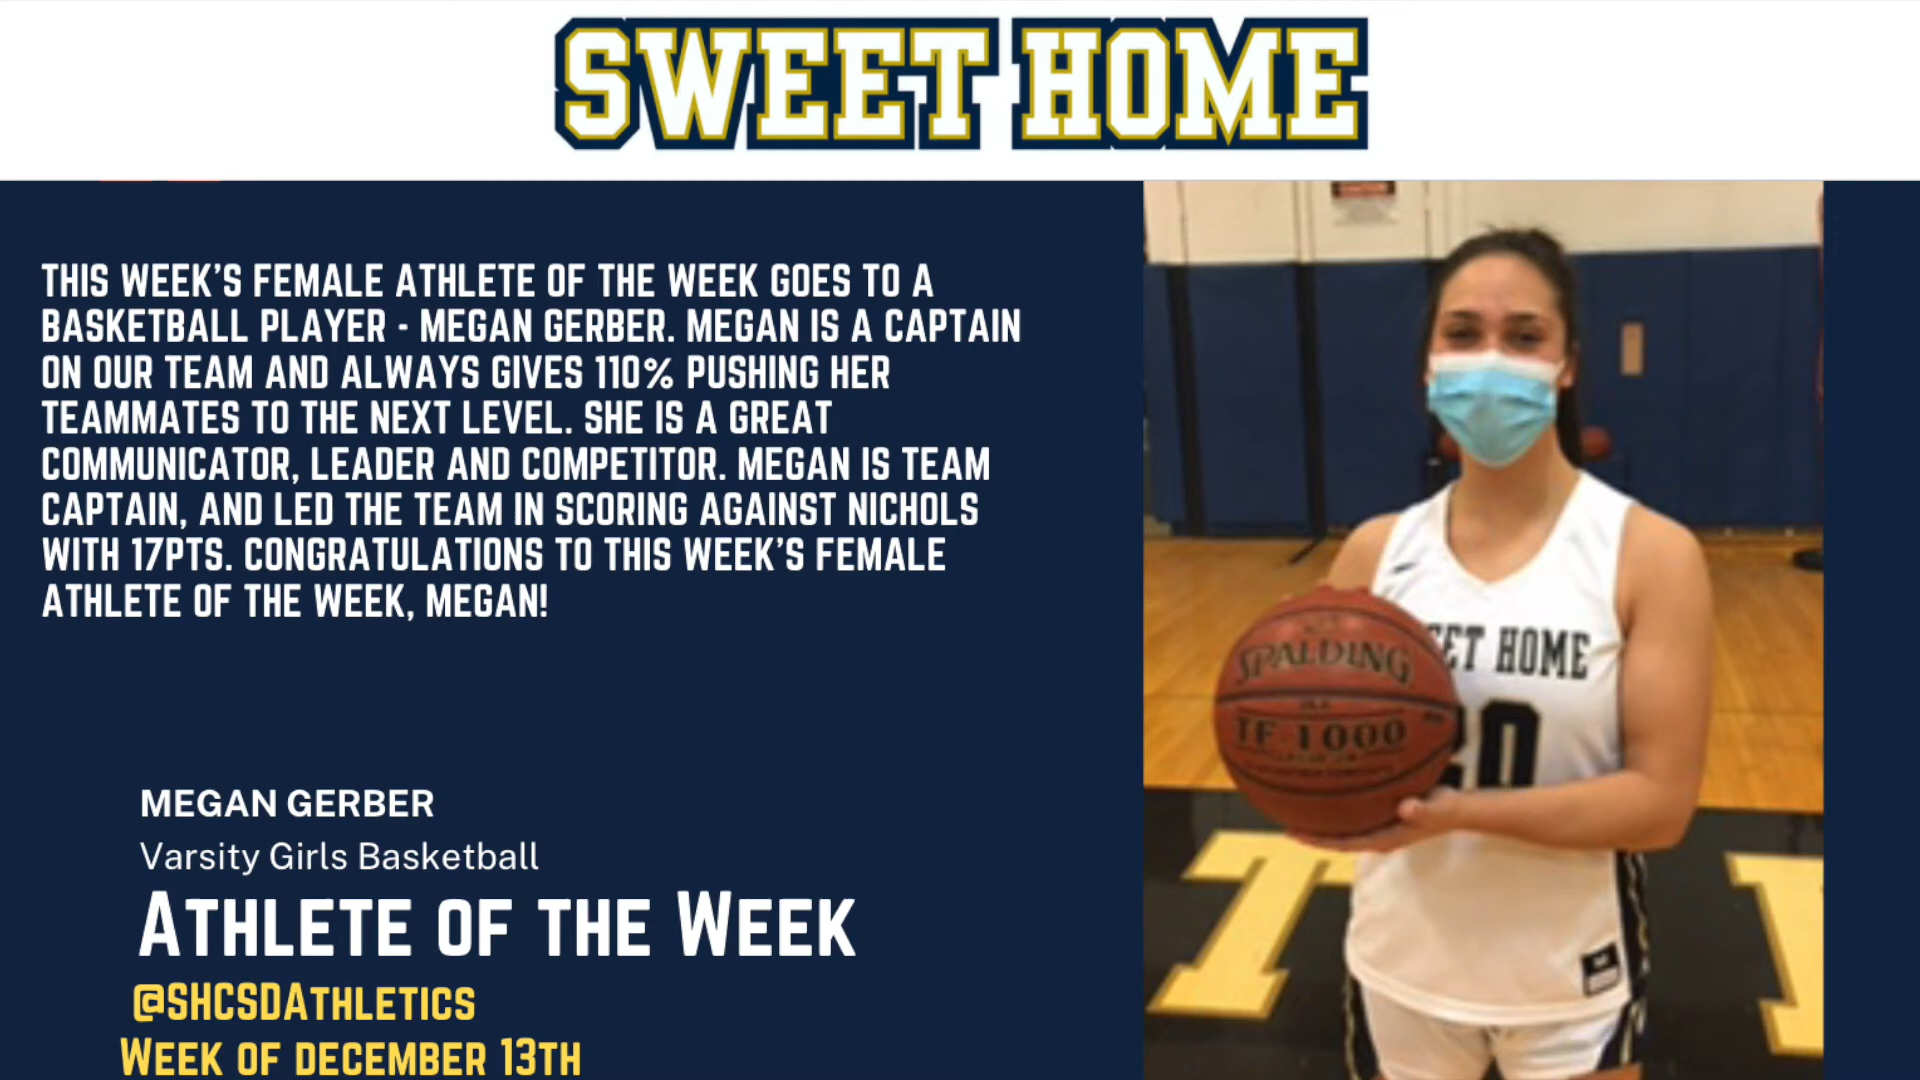 SWEET HOME
THIS WEEK'S FEMALE ATHLETE OF THE WEEK GOES TO A
BASKETBALL PLAYER - MEGAN GERBER. MEGAN IS A CAPTAIN
ON OUR TEAM AND ALWAYS GIVES 110% PUSHING HER
TEAMMATES TO THE NEXT LEVEL. SHE IS A GREAT
COMMUNICATOR, LEADER AND COMPETITOR. MEGAN IS TEAM
CAPTAIN, AND LED THE TEAM IN SCORING AGAINST NICHOLS
WITH 17PTS. CONGRATULATIONS TO THIS WEEK'S FEMALE
ATHLETE OF THE WEEK, MEGAN!
MEGAN GERBER
Varsity Girls Basketball
ATHLETE OF THE WEEK
@SHCSDATHLETICS
WEEK OF DECEMBER 13TH
SPALDING
TF-1000
EET HOME
20
T